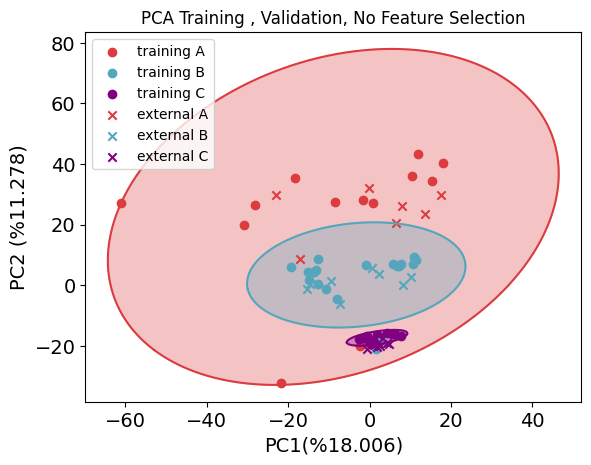 PCA Training , Validation, No Feature Selection
training A
training B
training C
external A
external B
external C
80
60
40
20
0
−20
PC2 (%11.278)
−60
−40
−20
0
20
40
PC1(%18.006)